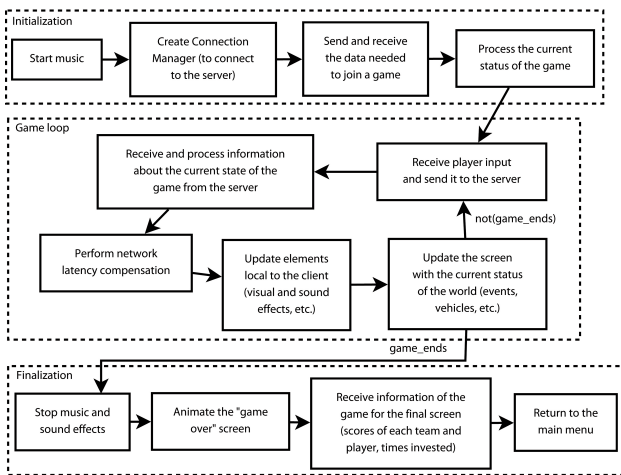 Initialization
Start music
Create Connection
Manager (to connect
to the server)
Send and receive
the data needed
to join a game
Process the current
status of the game
Game loop
Receive and process information
about the current state of the
game from the server
Receive player input
and send it to the server
not(game_ends)
Perform network
latency compensation
Update elements
local to the client
(visual and sound
effects, etc.)
Update the screen
with the current status
of the world (events,
vehicles, etc.)
game_ends
Finalization
Stop music and
sound effects
Animate the "game
over" screen
Receive information of the
game for the final screen
(scores of each team and
player, times invested)
Return to the
main menu